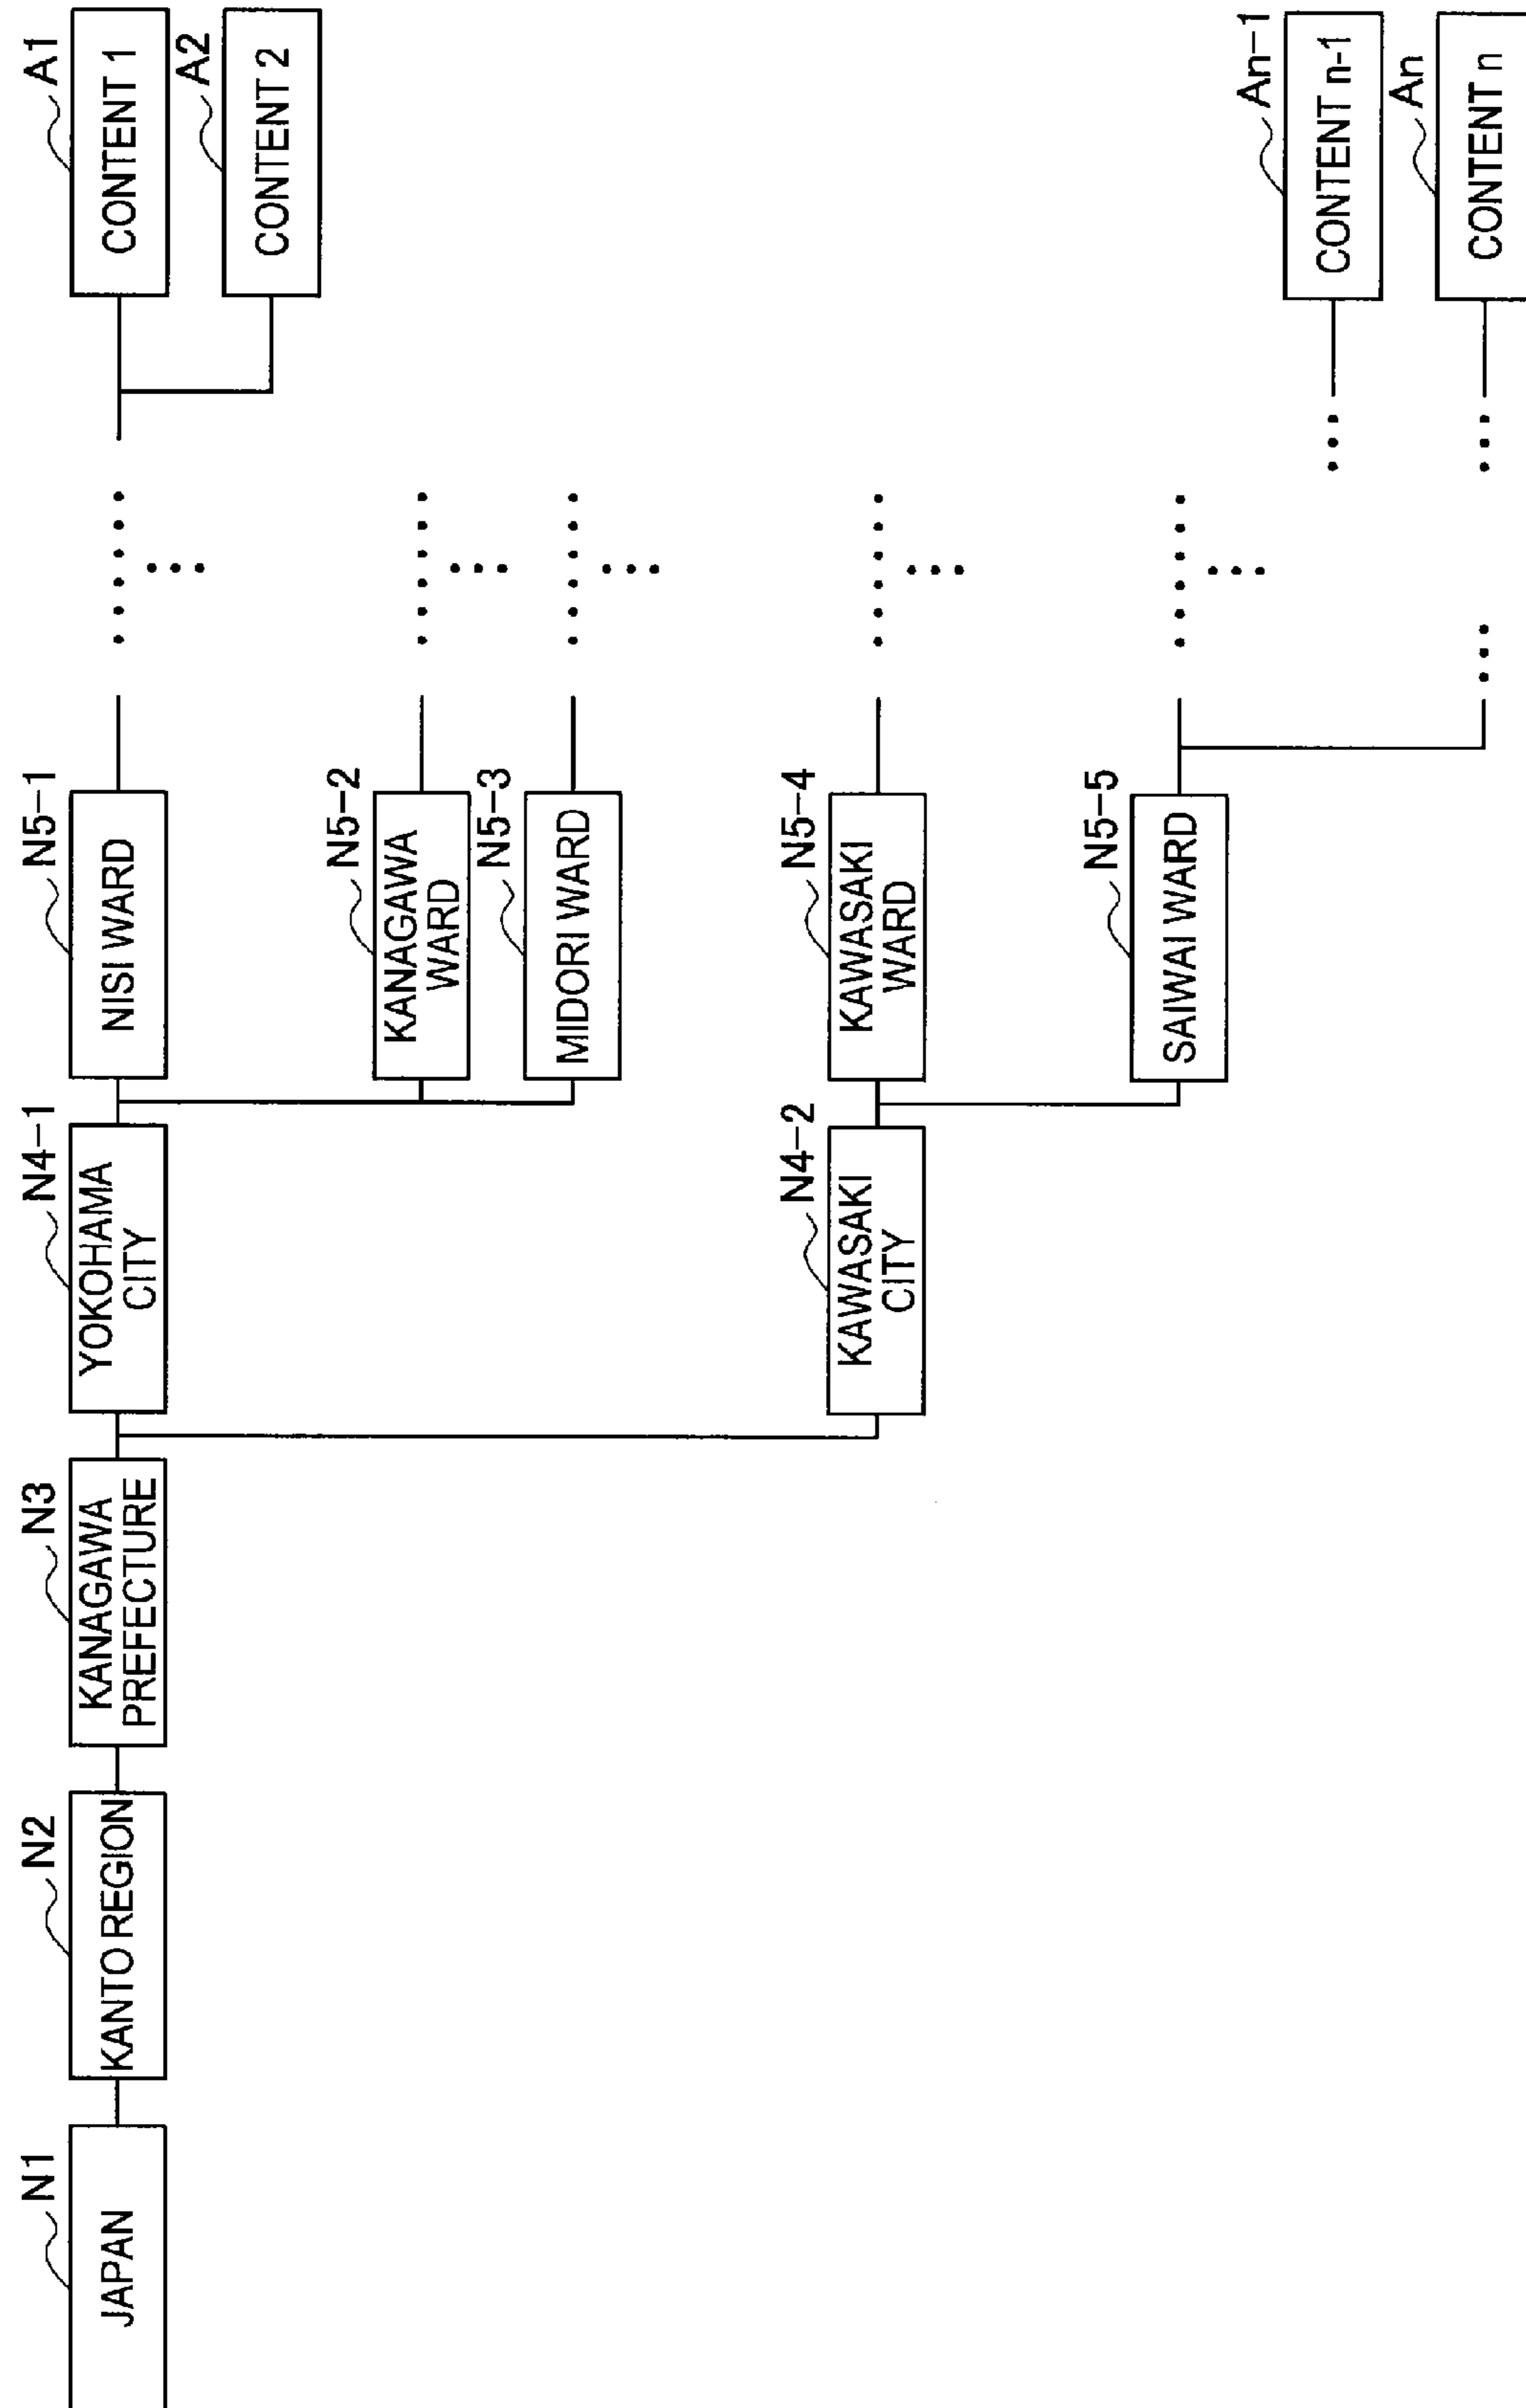 N1
JAPAN
N2
KANTO REGION
N3
KANAGAWA
PREFECTURE
N4-1
YOKOHAMA
CITY
N5-1
NISI WARD
A1
CONTENT 1
A2
CONTENT 2
N5-2
KANAGAWA
WARD
N5-3
MIDORI WARD
N4-2
KAWASAKI
CITY
N5-4
KAWASAKI
WARD
N5-5
SAIWAI WARD
An-1
CONTENT n-1
An
CONTENT n